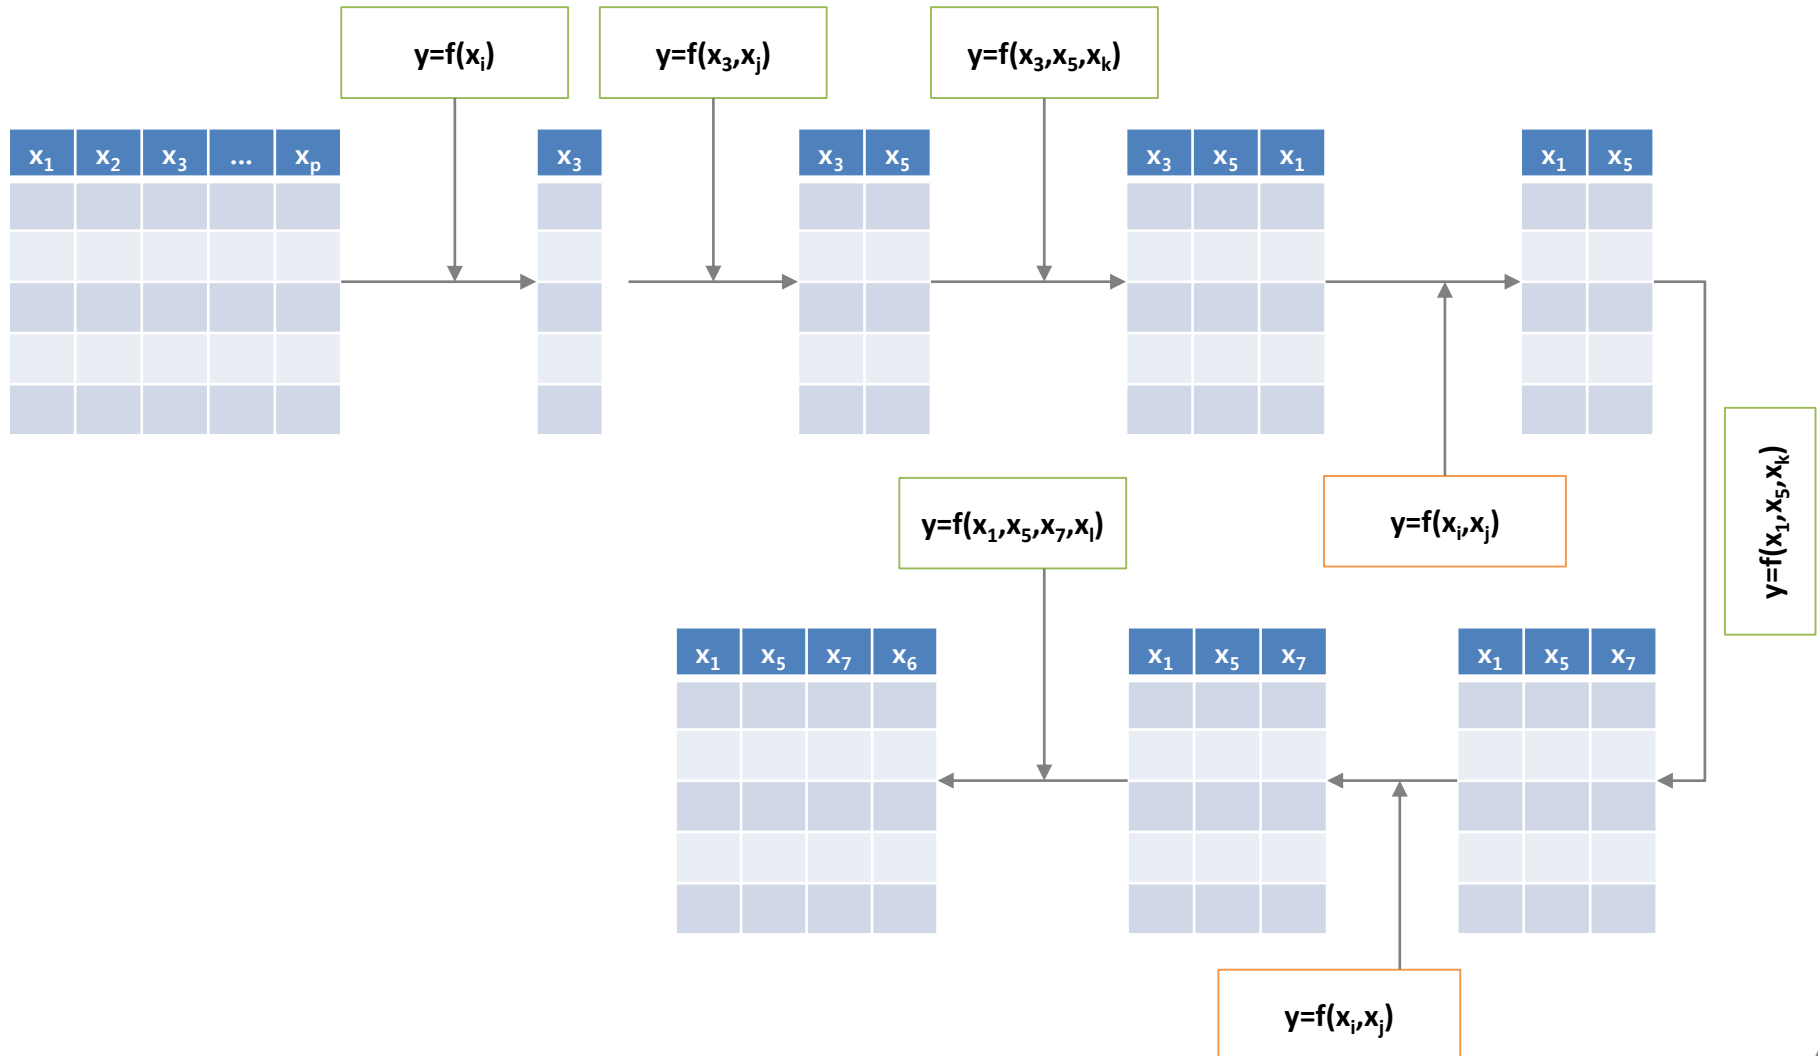 y=f(xᵢ)
y=f(x₃,xⱼ)
y=f(x₃,x₅,xₖ)
x₁ x₂ x₃ ... xₚ
x₃
x₃ x₅
x₃ x₅ x₁
x₁ x₅
y=f(x₁,x₅,xₖ)
y=f(xᵢ,xⱼ)
y=f(x₁,x₅,x₇,xₗ)
x₁ x₅ x₇ x₆
x₁ x₅ x₇
x₁ x₅ x₇
y=f(xᵢ,xⱼ)